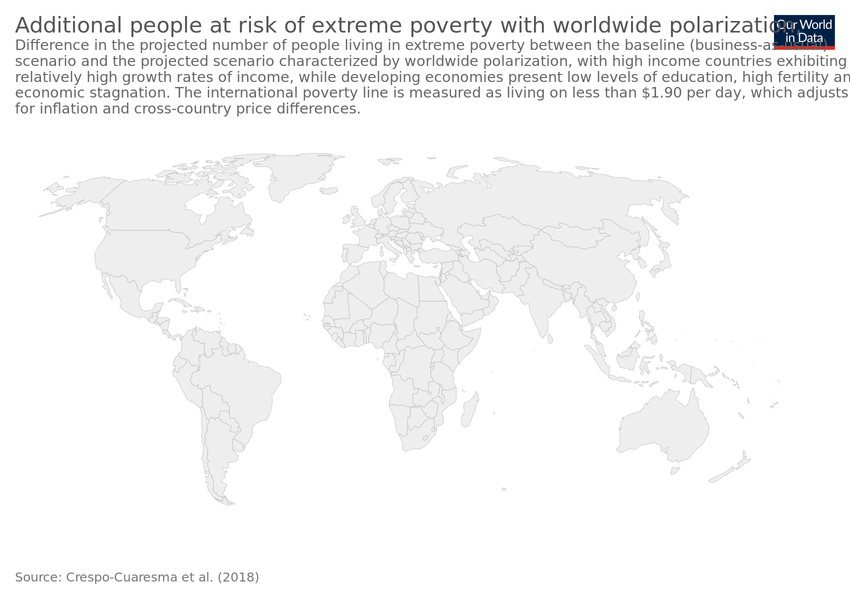 Additional people at risk of extreme poverty with worldwide polarization
Our World
in Data
Difference in the projected number of people living in extreme poverty between the baseline (business-as-usual)
scenario and the projected scenario characterized by worldwide polarization, with high income countries exhibiting
relatively high growth rates of income, while developing economies present low levels of education, high fertility an
economic stagnation. The international poverty line is measured as living on less than $1.90 per day, which adjusts
for inflation and cross-country price differences.
Source: Crespo-Cuaresma et al. (2018)